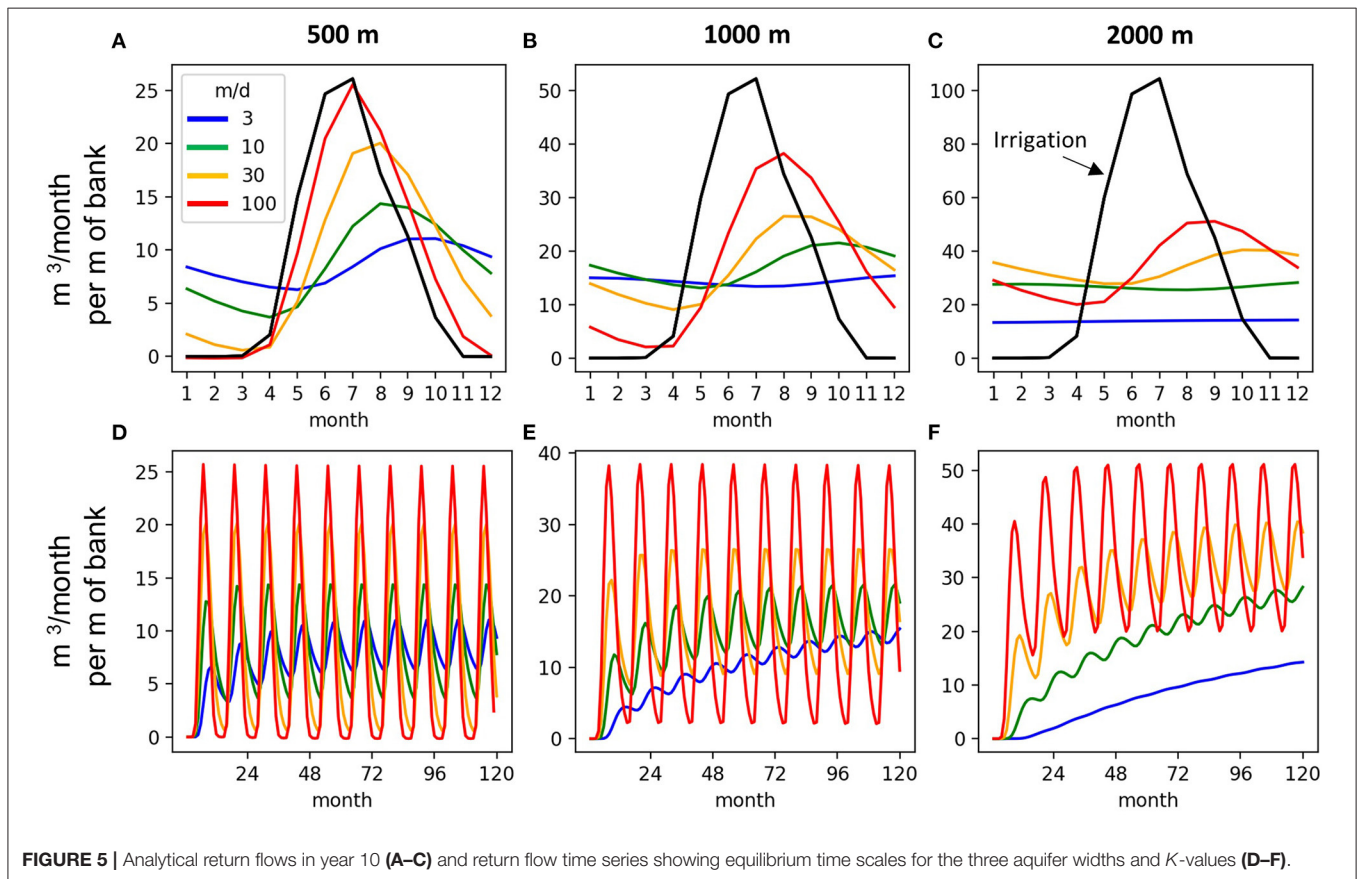 A
500 m
B
1000 m
C
2000 m
m³/month
per m of bank
25
20
15
10
5
0
m/d
3
10
30
100
1 2 3 4 5 6 7 8 9 10 11 12
month
50
40
30
20
10
0
1 2 3 4 5 6 7 8 9 10 11 12
month
100
80
60
40
20
0
Irrigation
1 2 3 4 5 6 7 8 9 10 11 12
month
D
E
F
m³/month
per m of bank
25
20
15
10
5
0
24 48 72 96 120
month
40
30
20
10
0
24 48 72 96 120
month
50
40
30
20
10
0
24 48 72 96 120
month
FIGURE 5 | Analytical return flows in year 10 (A–C) and return flow time series showing equilibrium time scales for the three aquifer widths and K-values (D–F).